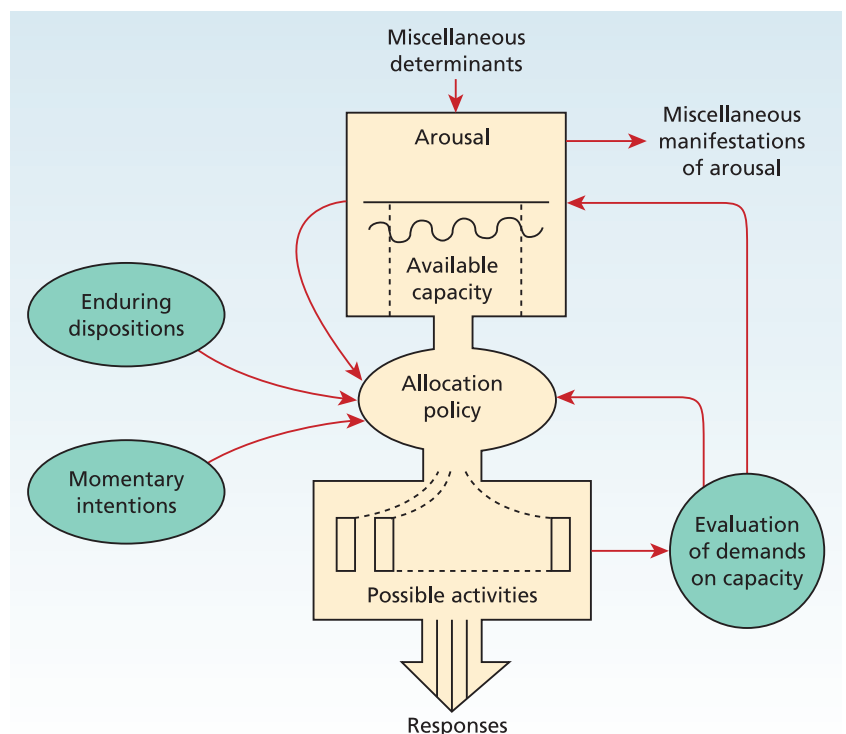 Miscellaneous
determinants
Arousal
Miscellaneous
manifestations
of arousal
Available
capacity
Enduring
dispositions
Allocation
policy
Momentary
intentions
Evaluation
of demands
on capacity
Possible activities
Responses